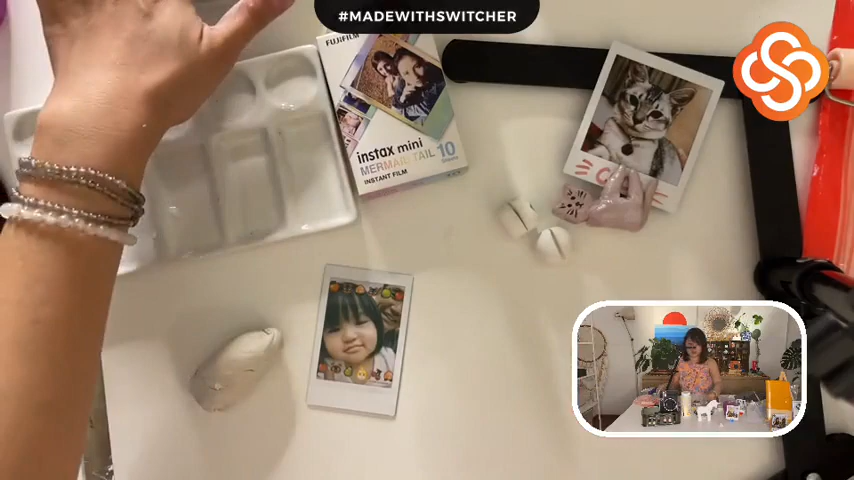 #MADEWITHSWITCHER
FUJIFILM
instax mini
MERMAID TAIL 10
INSTANT FILM